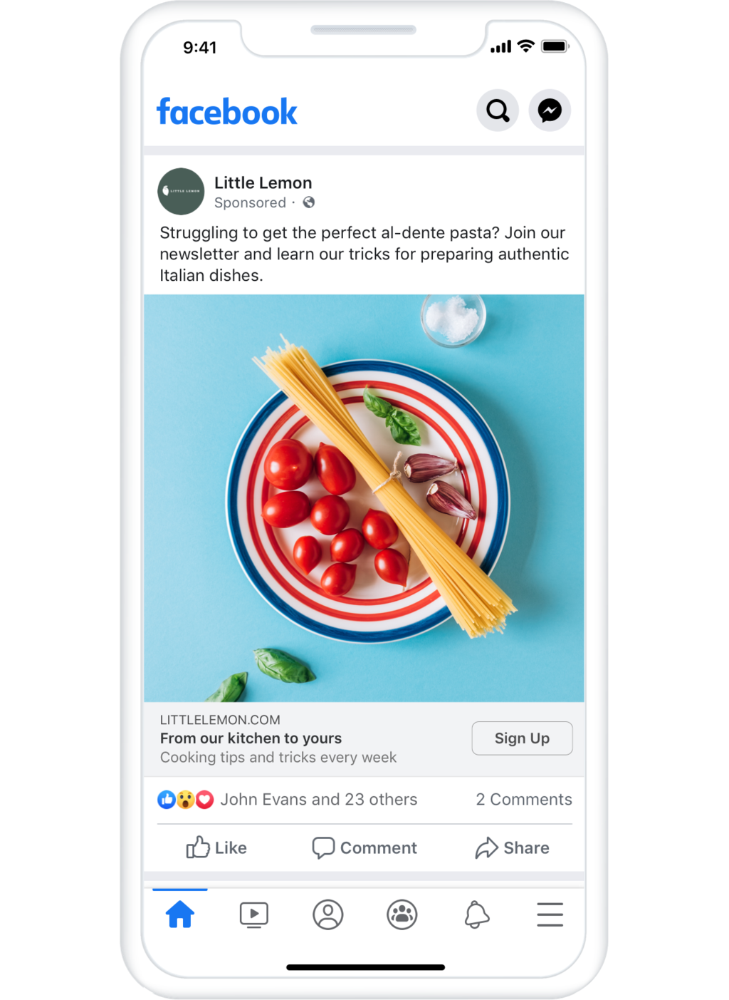 9:41
facebook
LITTLE LEMON
Little Lemon
Sponsored ·
Struggling to get the perfect al-dente pasta? Join our
newsletter and learn our tricks for preparing authentic
Italian dishes.
LITTLELEMON.COM
From our kitchen to yours
Cooking tips and tricks every week
Sign Up
John Evans and 23 others
2 Comments
Like
Comment
Share